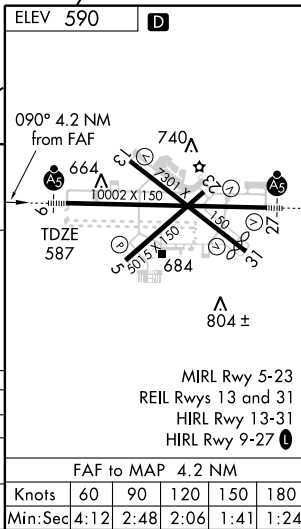 ELEV 590 D
090° 4.2 NM
from FAF
740
A5
664
13
7301 X 150
23
V
A5
9
10002 X 150
27
TDZE
587
V
V
V
P
5
5015 X 150
31
684
804 ±
MIRL Rwy 5-23
REIL Rwys 13 and 31
HIRL Rwy 13-31
HIRL Rwy 9-27 L
FAF to MAP 4.2 NM
Knots 60 90 120 150 180
Min:Sec 4:12 2:48 2:06 1:41 1:24